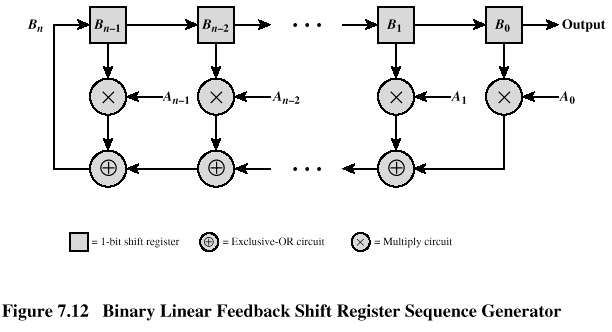 Bₙ Bₙ₋₁ Bₙ₋₂ • • • B₁ B₀ Output
× Aₙ₋₁ × Aₙ₋₂ × A₁ × A₀
⊕ ⊕ • • • ⊕
= 1-bit shift register ⊕ = Exclusive-OR circuit × = Multiply circuit
Figure 7.12 Binary Linear Feedback Shift Register Sequence Generator